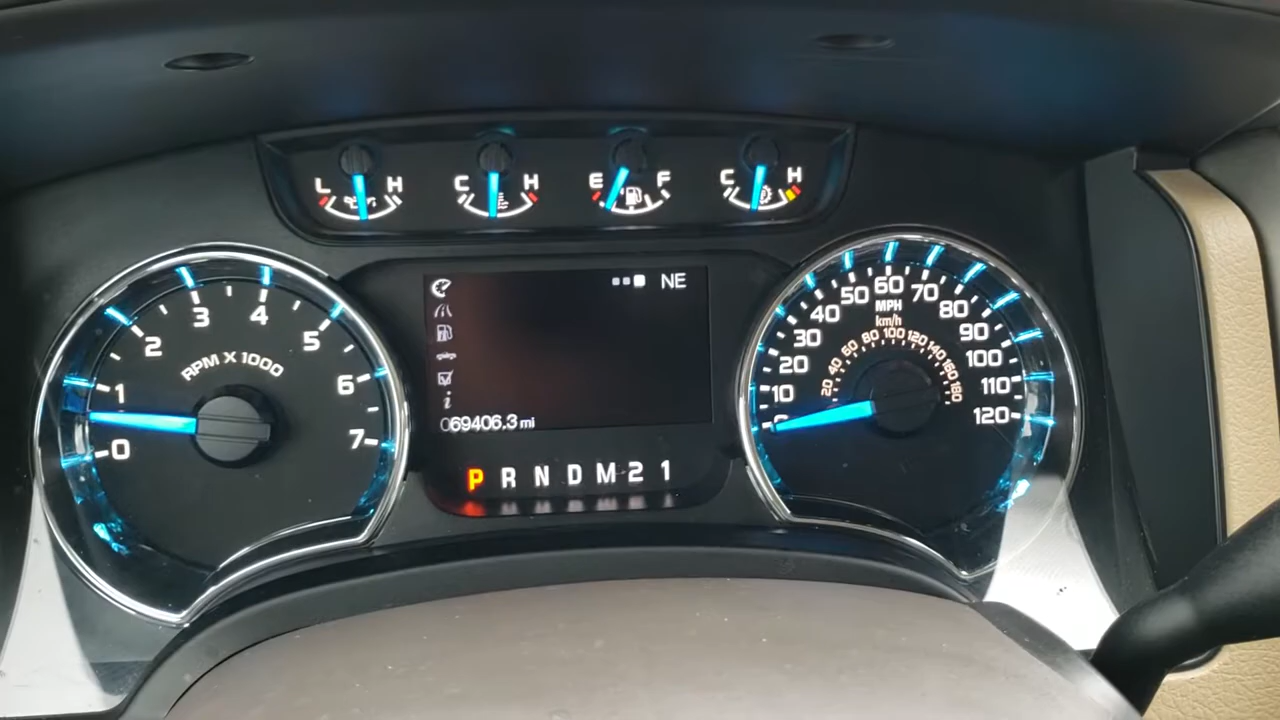 L H C H E F C H
NE
069406.3 mi
P R N D M 2 1
0 1 2 3 4 5 6 7
RPM X 1000
0 10 20 30 40 50 60 70 80 90 100 110 120
MPH
km/h
20 40 60 80 100 120 140 160 180